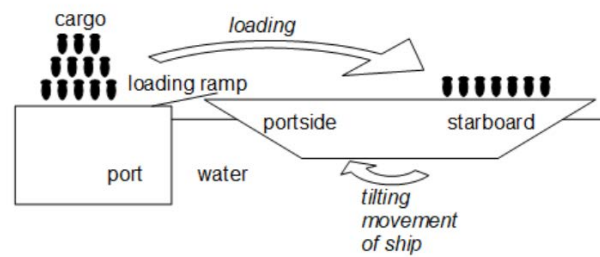 cargo
loading
loading ramp
portside
starboard
port
water
tilting
movement
of ship